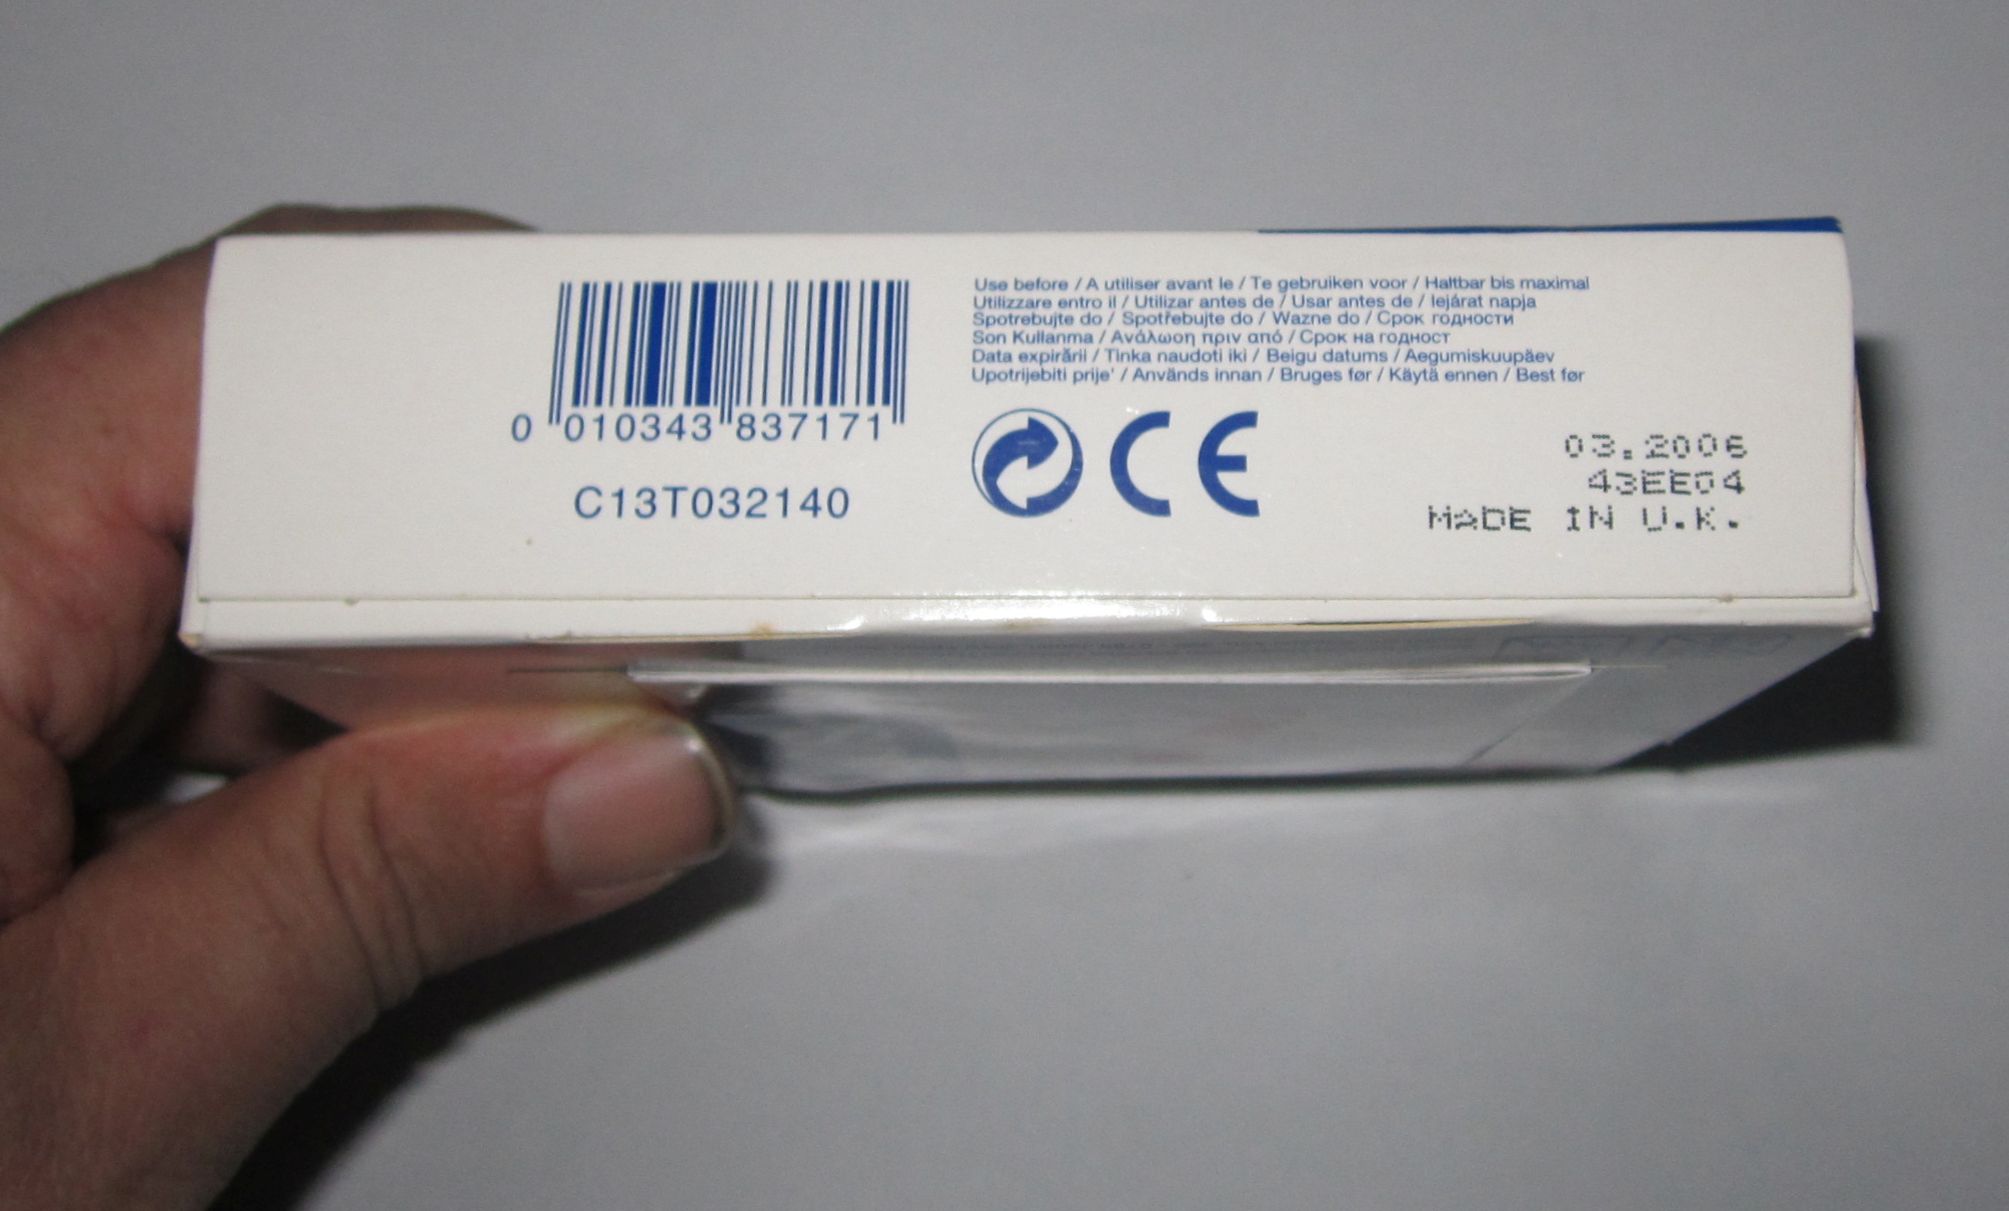 Use before / A utiliser avant le / Te gebruiken voor / Haltbar bis maximal
Utilizzare entro il / Utilizar antes de / Usar antes de / lejárat napja
Spotrebujte do / Spotřebujte do / Wazne do / Срок годности
Son Kullanma / Ανάλωση πριν από / Срок на годност
Data expirării / Tinka naudoti iki / Beigu datums / Aegumiskuupäev
Upotrijebiti prije' / Används innan / Bruges før / Käytä ennen / Best før
0 010343 837171
C13T032140
CE
03.2006
43EE04
MADE IN U.K.